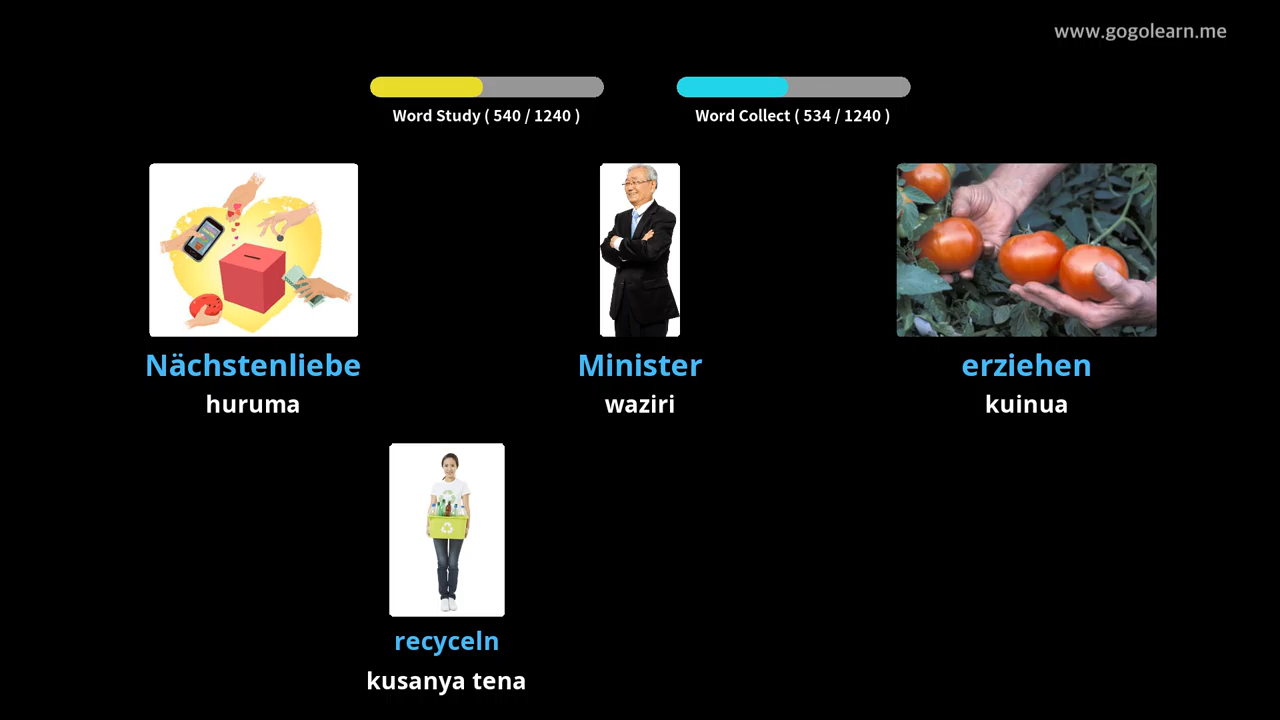 www.gogolearn.me
Word Study ( 540 / 1240 )
Word Collect ( 534 / 1240 )
Nächstenliebe
huruma
Minister
waziri
erziehen
kuinua
recyceln
kusanya tena